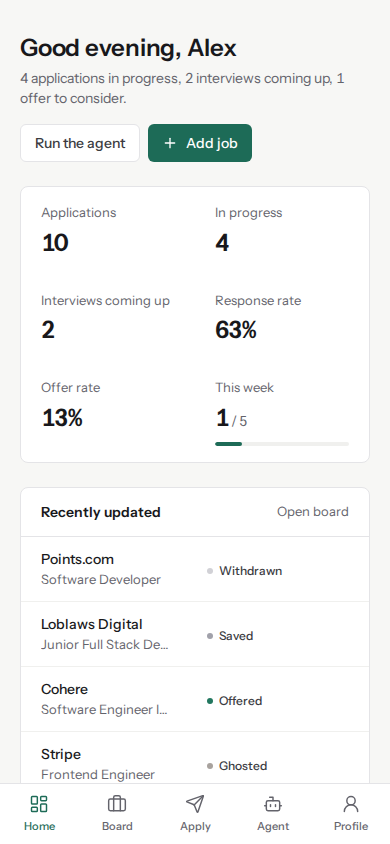 Good evening, Alex
4 applications in progress, 2 interviews coming up, 1
offer to consider.
Run the agent
+ Add job
Applications
10
In progress
4
Interviews coming up
2
Response rate
63%
Offer rate
13%
This week
1 / 5
Recently updated
Open board
Points.com
Software Developer
Withdrawn
Loblaws Digital
Junior Full Stack De...
Saved
Cohere
Software Engineer I...
Offered
Stripe
Frontend Engineer
Ghosted
Home
Board
Apply
Agent
Profile